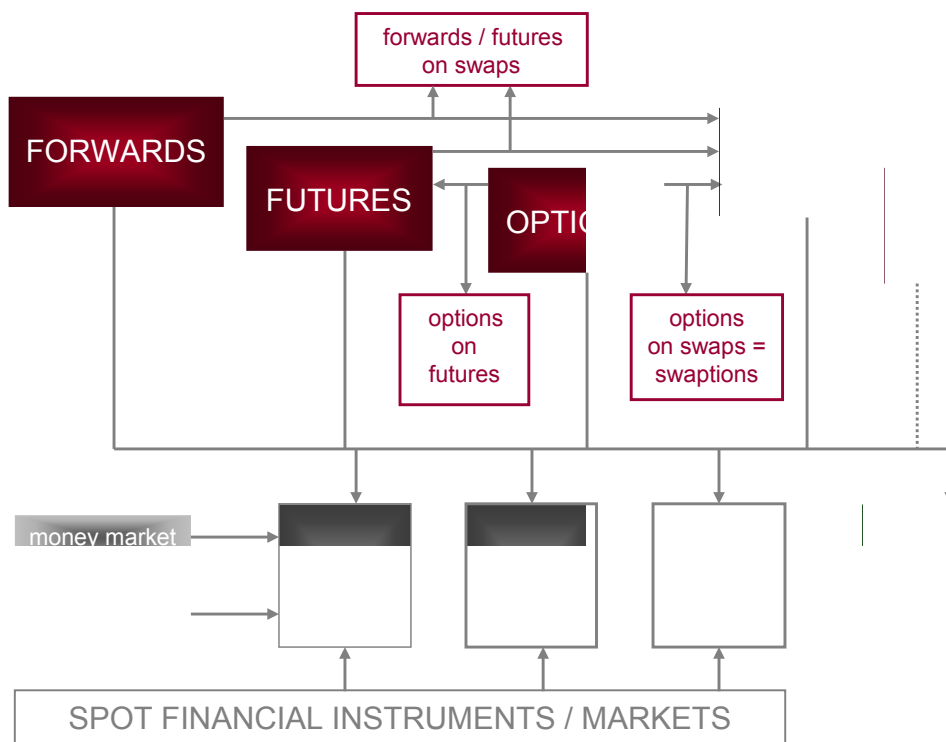 forwards / futures
on swaps
FORWARDS
FUTURES
OPTIO
options
on
futures
options
on swaps =
swaptions
money market
SPOT FINANCIAL INSTRUMENTS / MARKETS